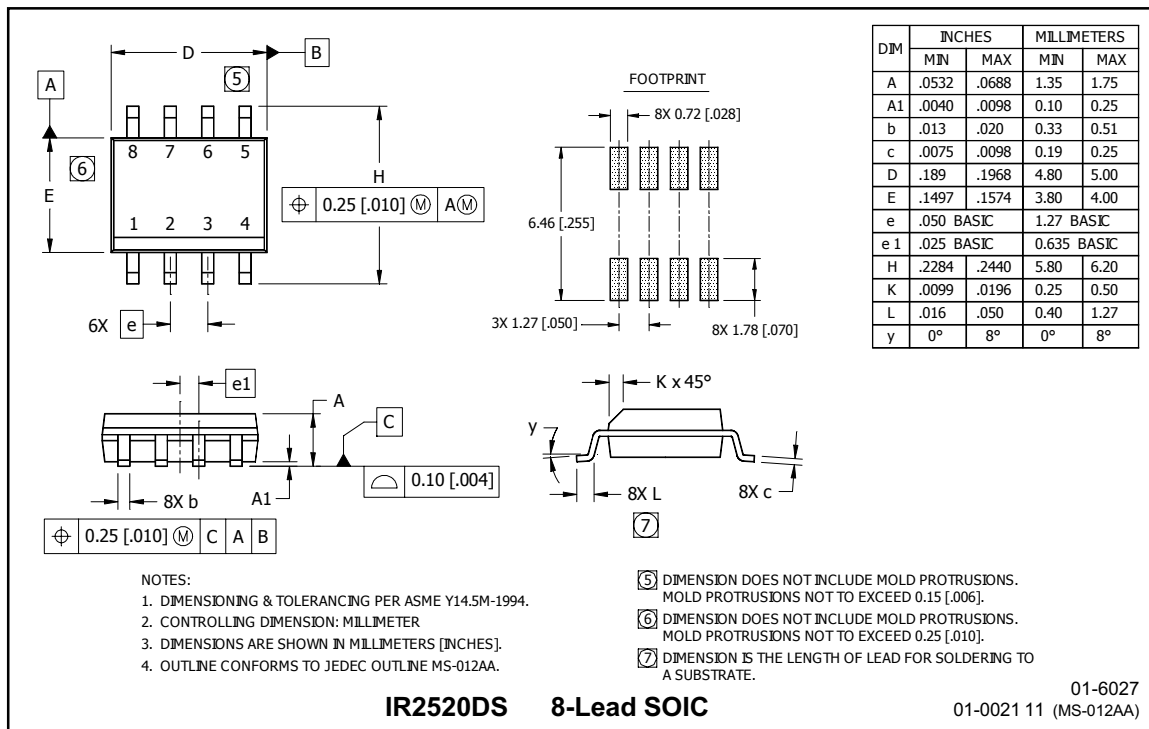 D
B
A
5
8 7 6 5
6
E
H
⌖ 0.25 [.010] Ⓜ A Ⓜ
1 2 3 4
6X e
FOOTPRINT
8X 0.72 [.028]
6.46 [.255]
3X 1.27 [.050]
8X 1.78 [.070]
DIM INCHES MILLIMETERS
MIN MAX MIN MAX
A .0532 .0688 1.35 1.75
A1 .0040 .0098 0.10 0.25
b .013 .020 0.33 0.51
c .0075 .0098 0.19 0.25
D .189 .1968 4.80 5.00
E .1497 .1574 3.80 4.00
e .050 BASIC 1.27 BASIC
e 1 .025 BASIC 0.635 BASIC
H .2284 .2440 5.80 6.20
K .0099 .0196 0.25 0.50
L .016 .050 0.40 1.27
y 0° 8° 0° 8°
e1
A
C
0.10 [.004]
A1
8X b
⌖ 0.25 [.010] Ⓜ C A B
K x 45°
y
8X L
8X c
7
NOTES:
1. DIMENSIONING & TOLERANCING PER ASME Y14.5M-1994.
2. CONTROLLING DIMENSION: MILLIMETER
3. DIMENSIONS ARE SHOWN IN MILLIMETERS [INCHES].
4. OUTLINE CONFORMS TO JEDEC OUTLINE MS-012AA.
5 DIMENSION DOES NOT INCLUDE MOLD PROTRUSIONS.
MOLD PROTRUSIONS NOT TO EXCEED 0.15 [.006].
6 DIMENSION DOES NOT INCLUDE MOLD PROTRUSIONS.
MOLD PROTRUSIONS NOT TO EXCEED 0.25 [.010].
7 DIMENSION IS THE LENGTH OF LEAD FOR SOLDERING TO
A SUBSTRATE.
IR2520DS 8-Lead SOIC
01-6027
01-0021 11 (MS-012AA)